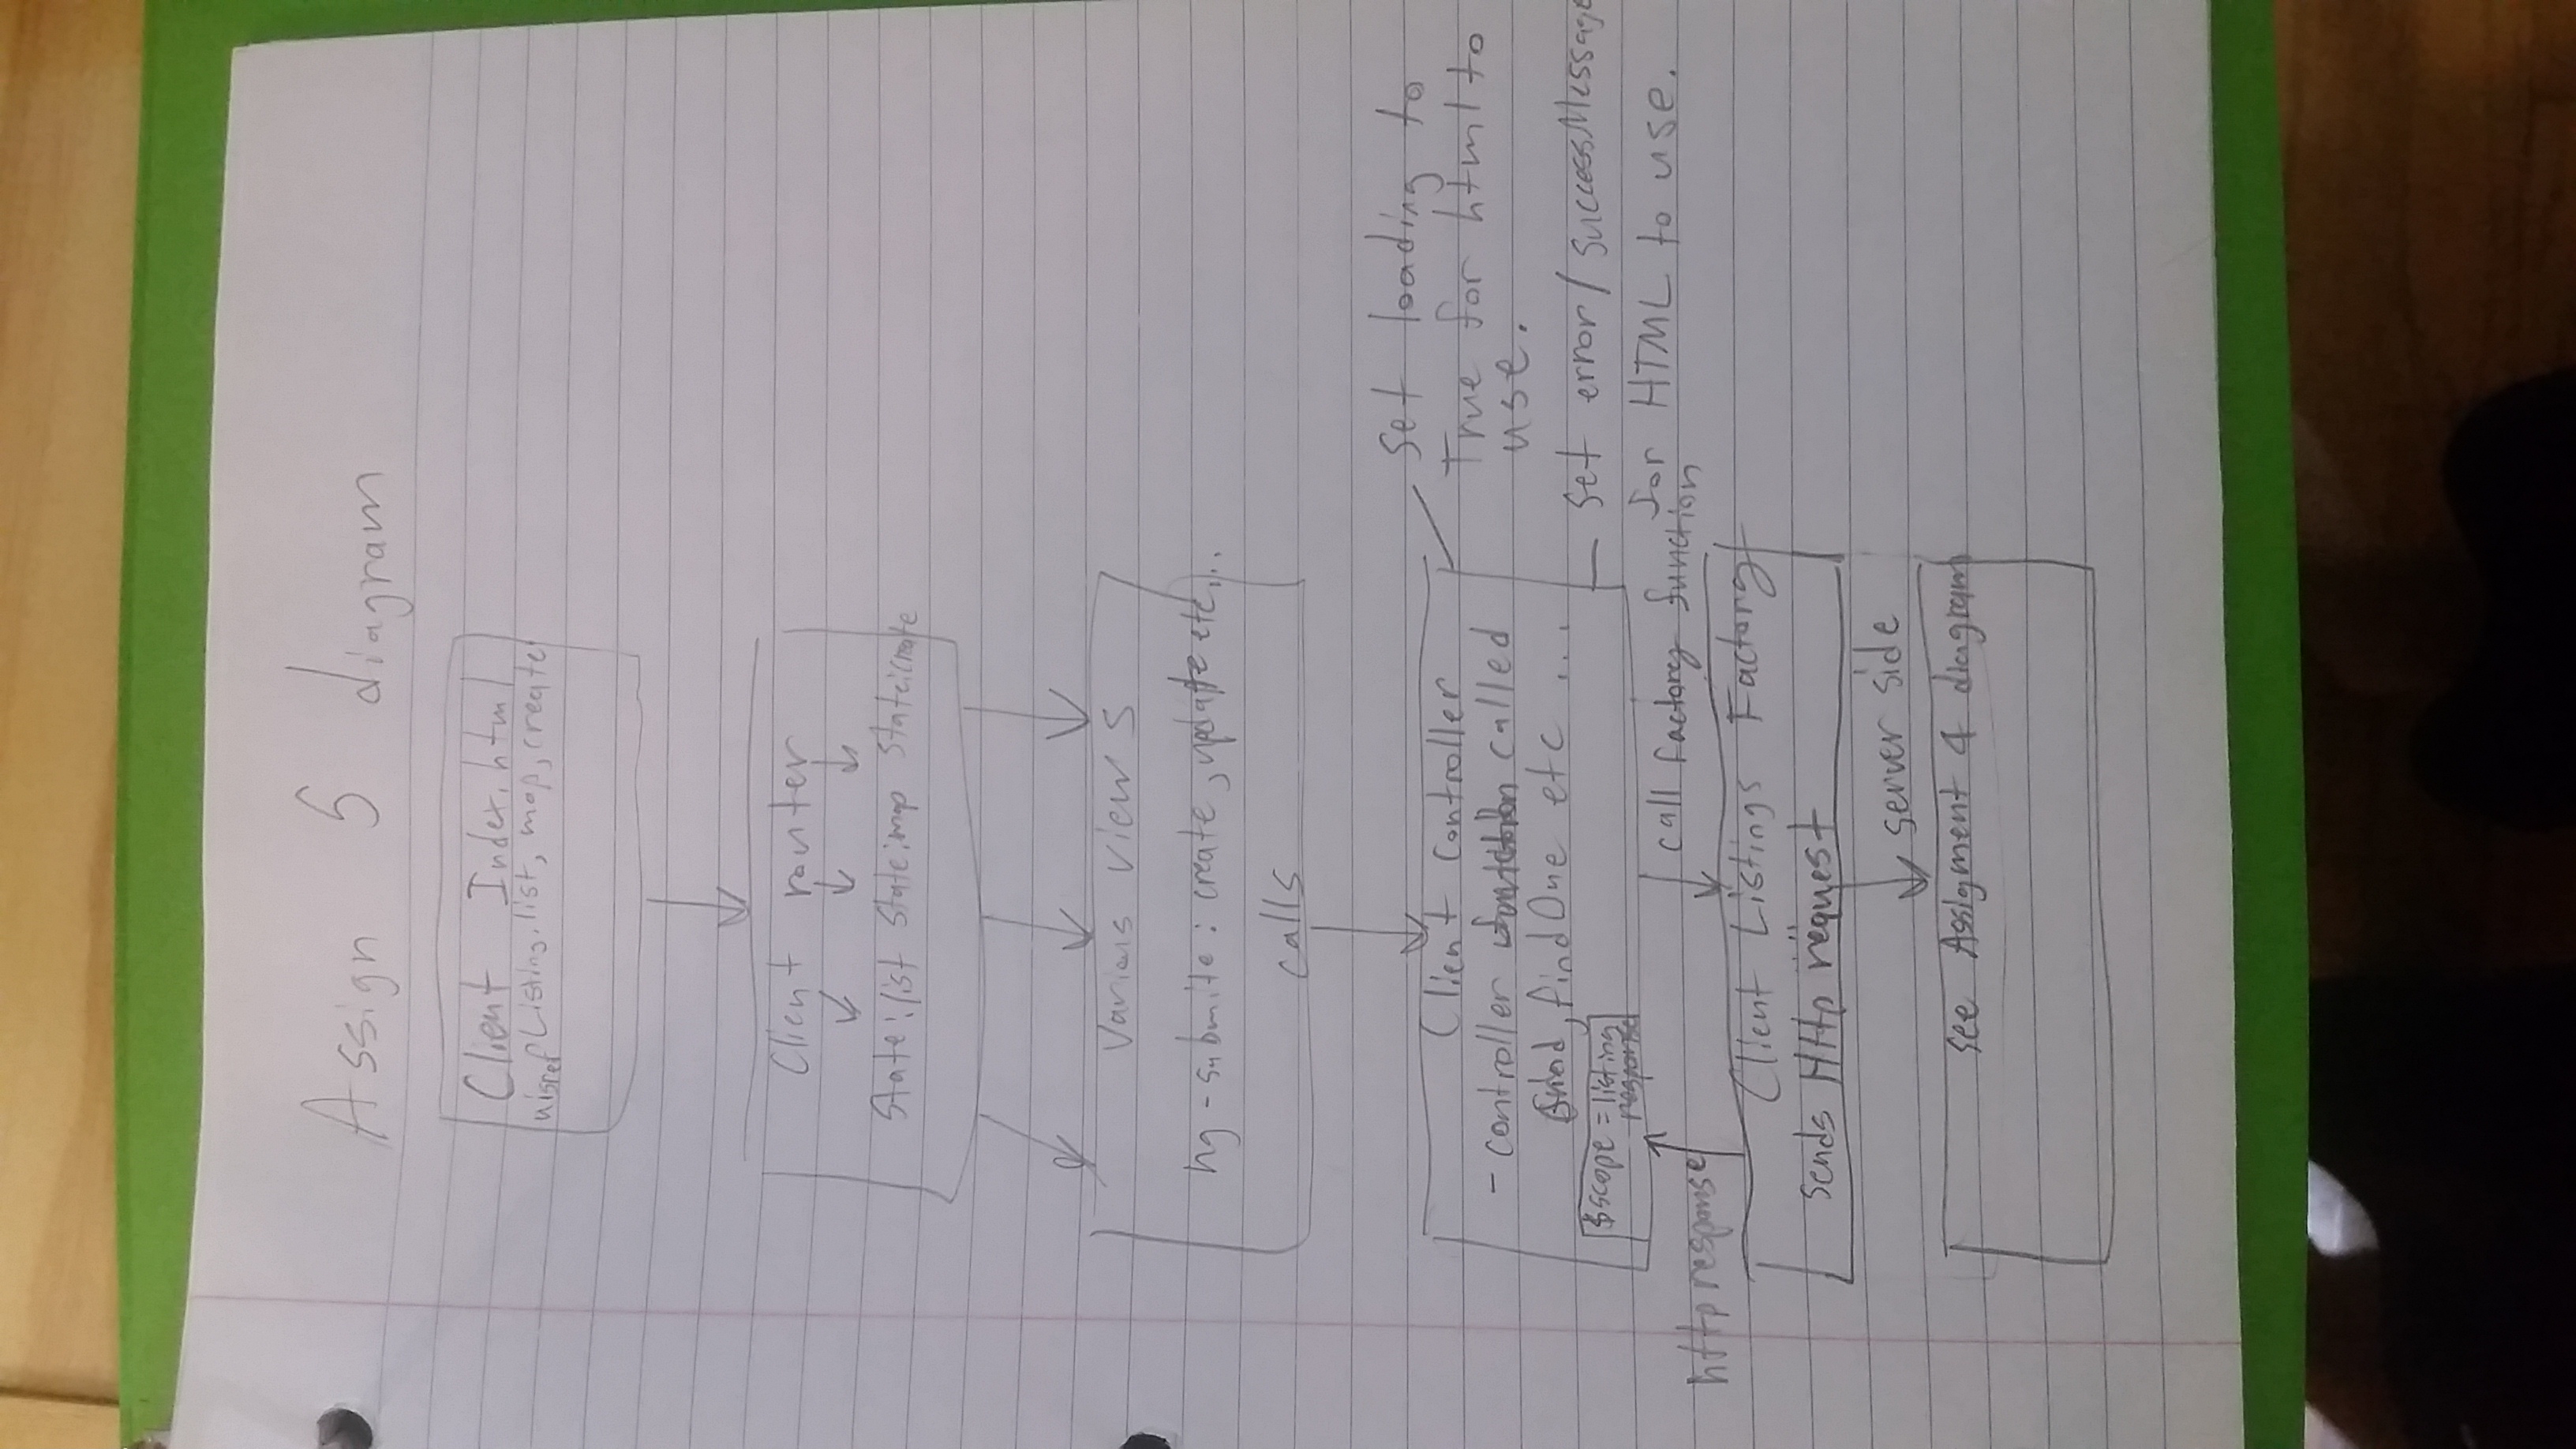 Assign 5 diagram
Client Index.html
uisref Listing.list, map, create
Client router
State:list State:map State:create
Various views
ng-submite: create, update etc...
calls
Client Controller
- controller called
find, findOne etc ...
$scope = listing
response
Set loading to
True for html to
use.
Set error/successMessage
for HTML to use.
http response
call factory function
Client Listings Factory
Sends HTTp request
server side
see Assigment 4 diagram